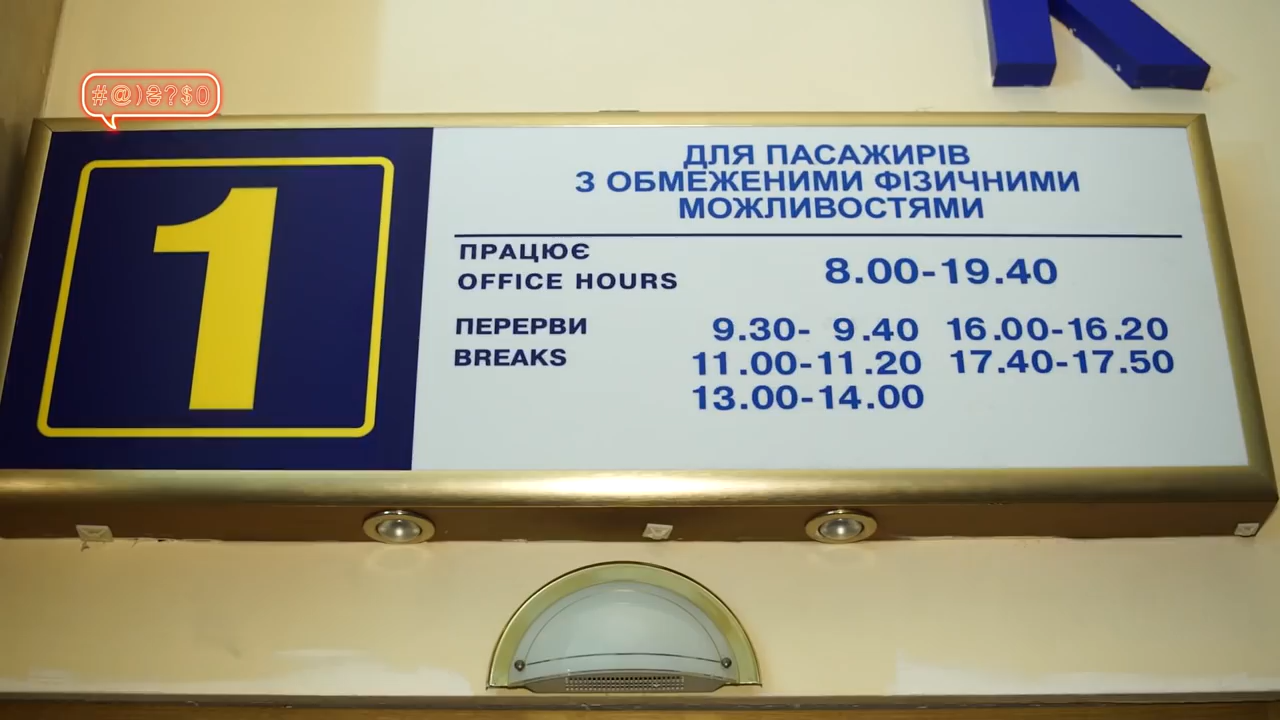 #@)₴?$0
1
ДЛЯ ПАСАЖИРІВ
З ОБМЕЖЕНИМИ ФІЗИЧНИМИ
МОЖЛИВОСТЯМИ
ПРАЦЮЄ
OFFICE HOURS
8.00-19.40
ПЕРЕРВИ
BREAKS
9.30- 9.40 16.00-16.20
11.00-11.20 17.40-17.50
13.00-14.00